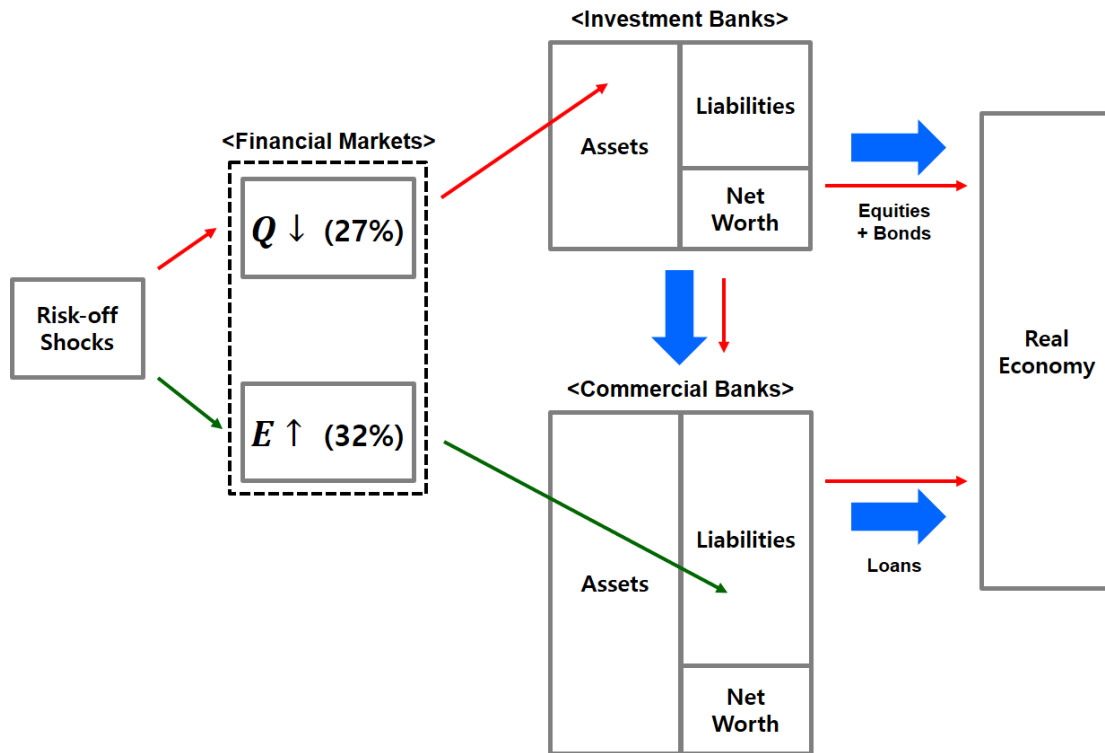 <Investment Banks>
Assets
Liabilities
Net
Worth
<Financial Markets>
Q ↓ (27%)
E ↑ (32%)
Risk-off
Shocks
Equities
+ Bonds
Real
Economy
<Commercial Banks>
Assets
Liabilities
Net
Worth
Loans